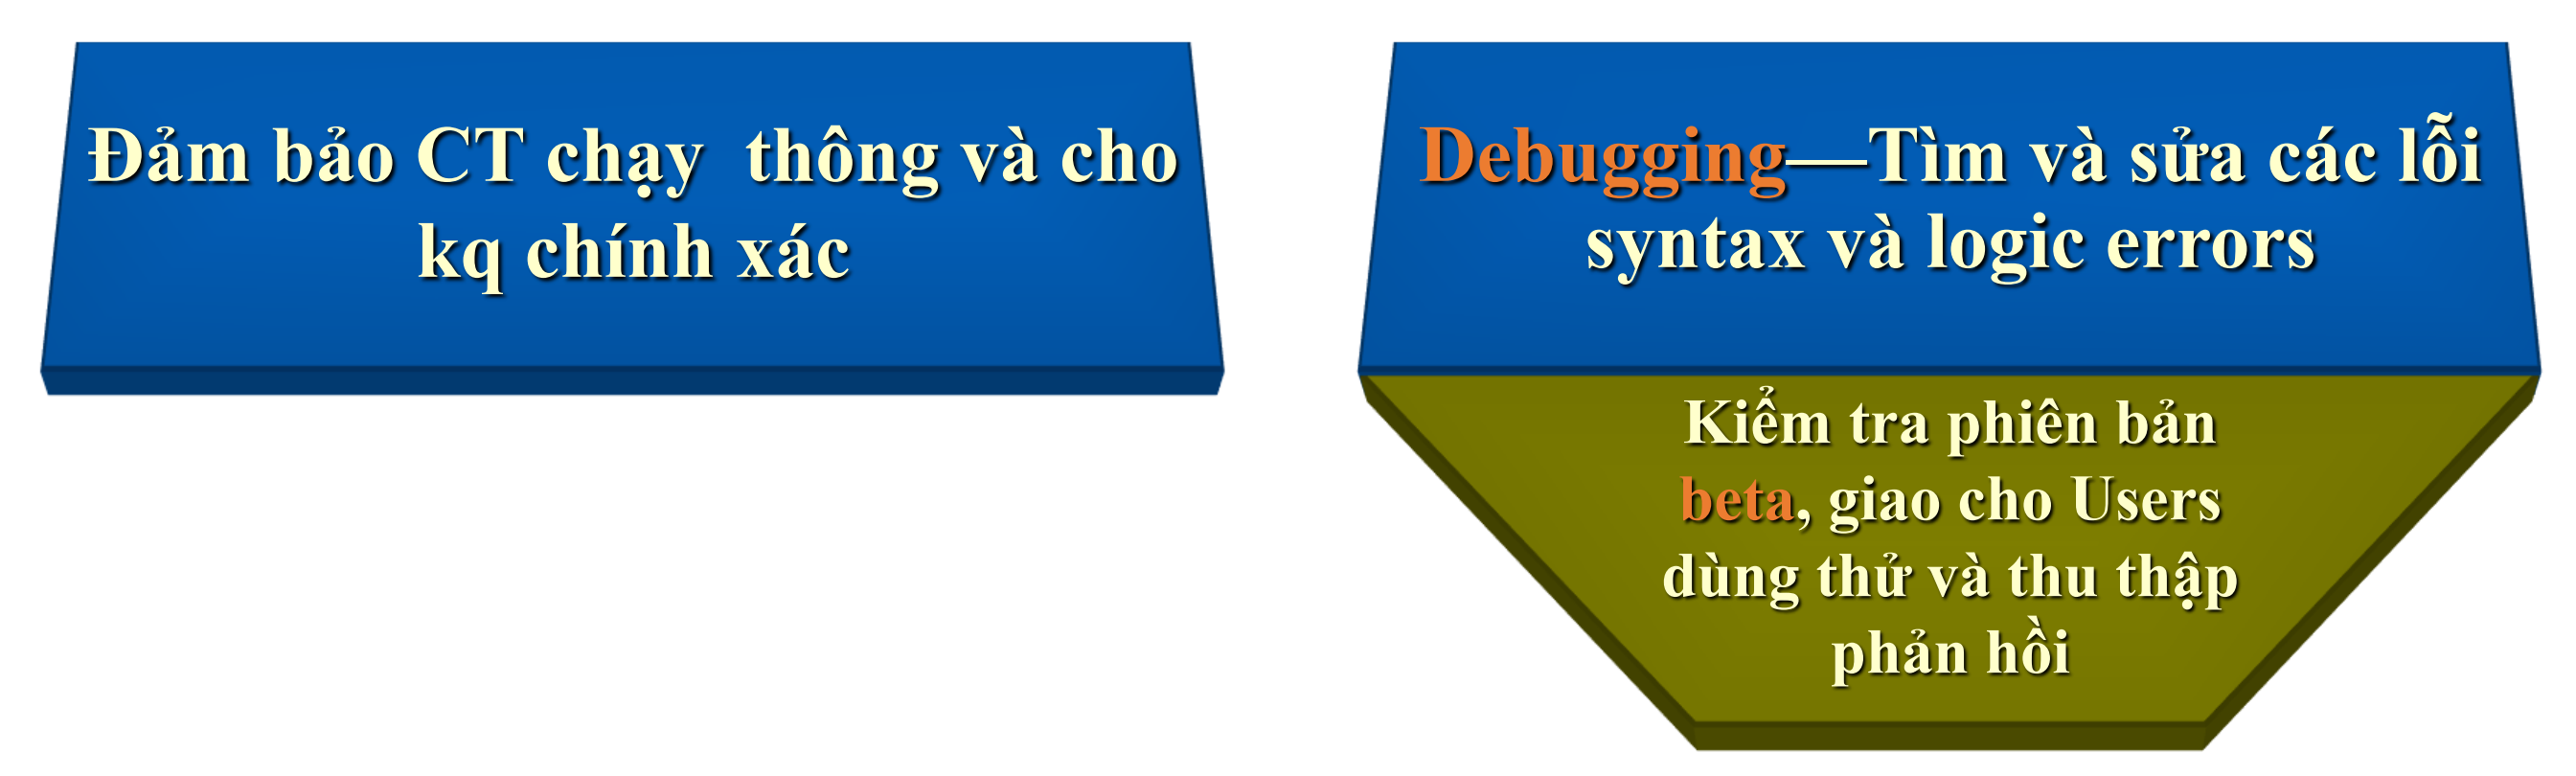 Đảm bảo CT chạy  thông và cho
kq chính xác
Debugging—Tìm và sửa các lỗi
syntax và logic errors
Kiểm tra phiên bản
beta, giao cho Users
dùng thử và thu thập
phản hồi